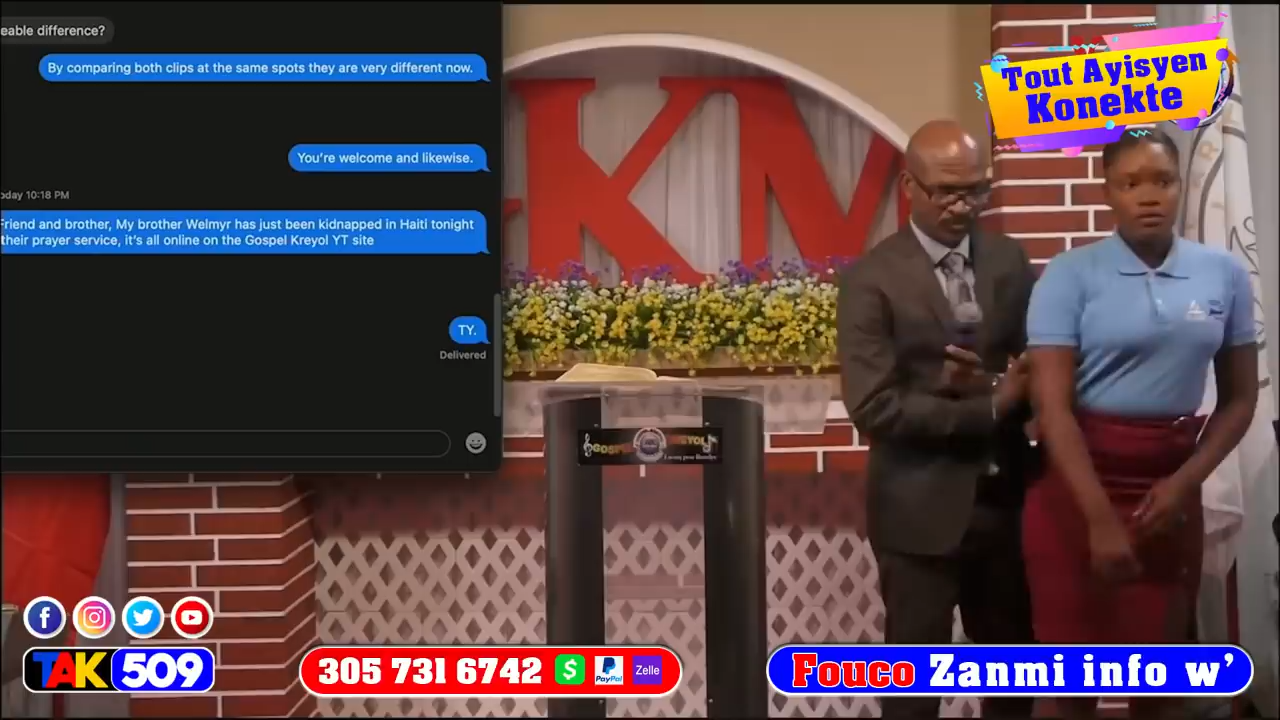 eable difference?
By comparing both clips at the same spots they are very different now.
You're welcome and likewise.
oday 10:18 PM
Friend and brother, My brother Welmyr has just been kidnapped in Haiti tonight
their prayer service, it's all online on the Gospel Kreyol YT site
TY.
Delivered
KM
Tout Ayisyen
Konekte
GOSPEL KREYOL
TAK 509
305 731 6742
$ PayPal Zelle
Fouco Zanmi info w'